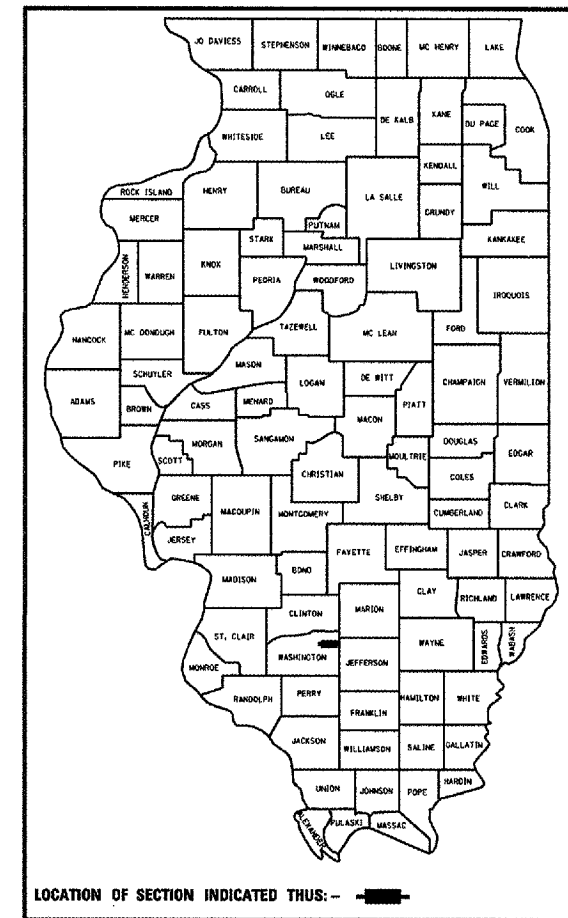 JO DAVIESS STEPHENSON WINNEBAGO BOONE MC HENRY LAKE
CARROLL OGLE DE KALB KANE DU PAGE COOK
WHITESIDE LEE
KENDALL WILL
ROCK ISLAND HENRY BUREAU LA SALLE GRUNDY
MERCER PUTNAM
STARK MARSHALL KANKAKEE
HENDERSON WARREN KNOX PEORIA WOODFORD LIVINGSTON IROQUOIS
HANCOCK MC DONOUGH FULTON TAZEWELL MC LEAN FORD
SCHUYLER MASON LOGAN DE WITT CHAMPAIGN VERMILION
ADAMS BROWN CASS MENARD MACON PIATT
PIKE SCOTT MORGAN SANGAMON CHRISTIAN MOULTRIE DOUGLAS EDGAR
COLES
CALHOUN GREENE MACOUPIN MONTGOMERY SHELBY CUMBERLAND CLARK
JERSEY FAYETTE EFFINGHAM JASPER CRAWFORD
MADISON BOND
CLINTON MARION CLAY RICHLAND LAWRENCE
ST. CLAIR WASHINGTON JEFFERSON WAYNE EDWARDS WABASH
MONROE
RANDOLPH PERRY FRANKLIN HAMILTON WHITE
JACKSON WILLIAMSON SALINE GALLATIN
UNION JOHNSON POPE HARDIN
ALEXANDER PULASKI MASSAC
LOCATION OF SECTION INDICATED THUS: -